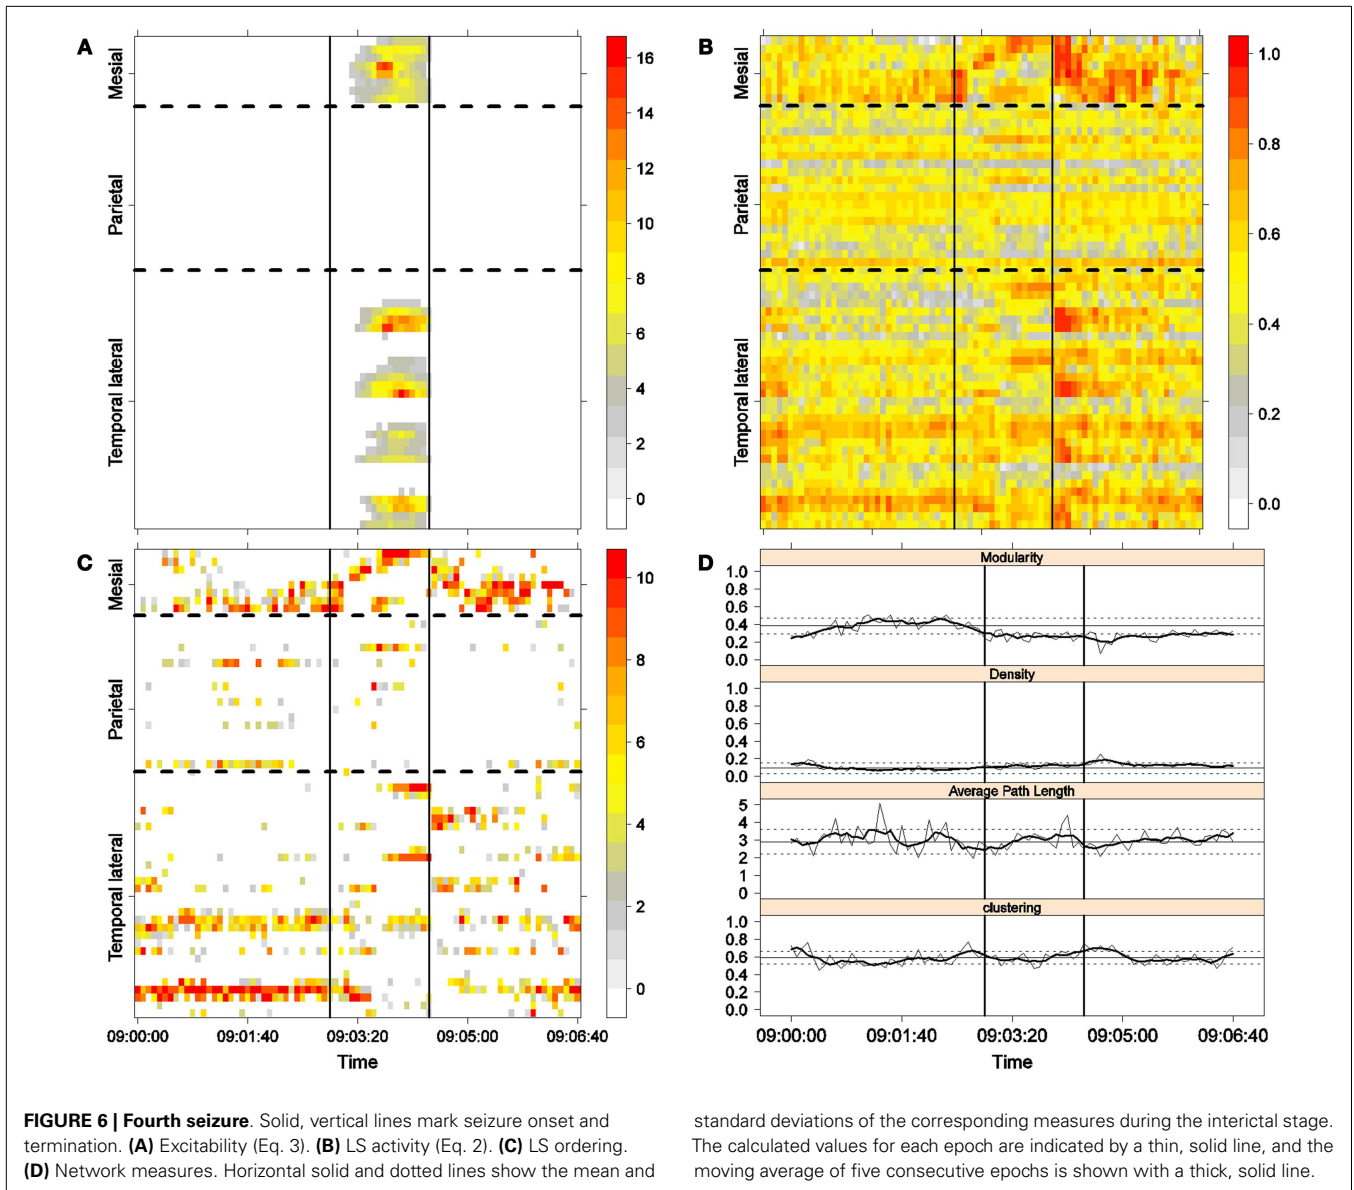 A
Mesial
Parietal
Temporal lateral
16
14
12
10
8
6
4
2
0
B
Mesial
Parietal
Temporal lateral
1.0
0.8
0.6
0.4
0.2
0.0
C
Mesial
Parietal
Temporal lateral
10
8
6
4
2
0
09:00:00 09:01:40 09:03:20 09:05:00 09:06:40
Time
D
Modularity
1.0
0.8
0.6
0.4
0.2
0.0
Density
1.0
0.8
0.6
0.4
0.2
0.0
Average Path Length
5
4
3
2
1
0
clustering
1.0
0.8
0.6
0.4
0.2
0.0
09:00:00 09:01:40 09:03:20 09:05:00 09:06:40
Time
FIGURE 6 | Fourth seizure. Solid, vertical lines mark seizure onset and
termination. (A) Excitability (Eq. 3). (B) LS activity (Eq. 2). (C) LS ordering.
(D) Network measures. Horizontal solid and dotted lines show the mean and
standard deviations of the corresponding measures during the interictal stage.
The calculated values for each epoch are indicated by a thin, solid line, and the
moving average of five consecutive epochs is shown with a thick, solid line.